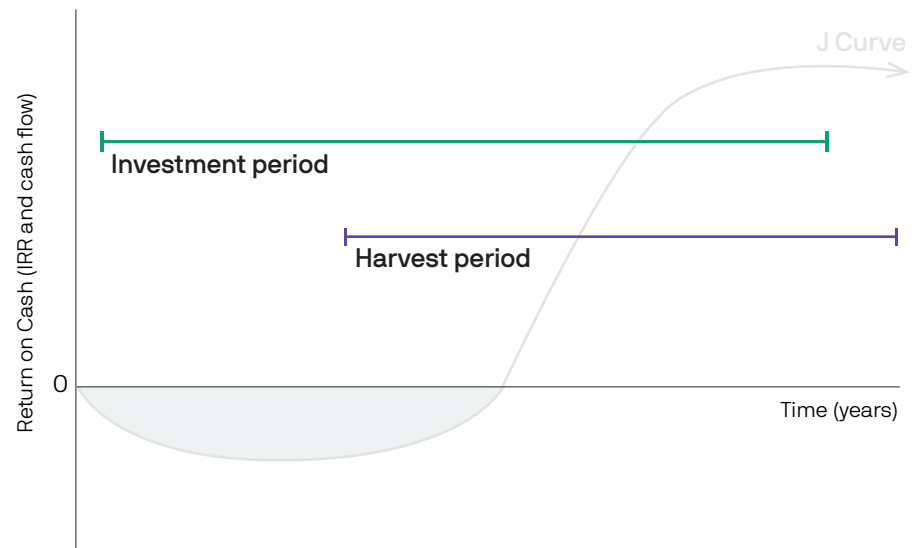 J Curve
Return on Cash (IRR and cash flow)
Investment period
Harvest period
0
Time (years)